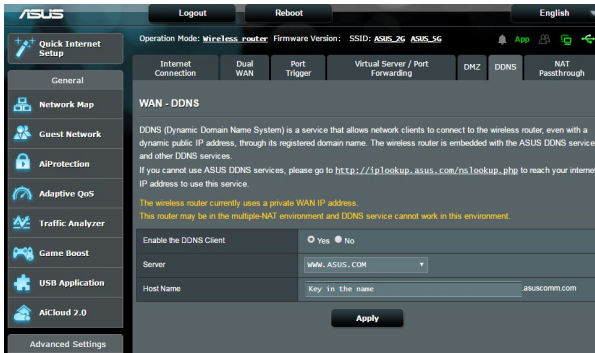 ASUS
Logout
Reboot
English
Quick Internet
Setup
Operation Mode: Wireless router Firmware Version: SSID: ASUS_2G ASUS_5G
App
General
Network Map
Guest Network
AiProtection
Adaptive QoS
Traffic Analyzer
Game Boost
USB Application
AiCloud 2.0
Advanced Settings
Internet
Connection
Dual
WAN
Port
Trigger
Virtual Server / Port
Forwarding
DMZ
DDNS
NAT
Passthrough
WAN - DDNS
DDNS (Dynamic Domain Name System) is a service that allows network clients to connect to the wireless router, even with a
dynamic public IP address, through its registered domain name. The wireless router is embedded with the ASUS DDNS service
and other DDNS services.
If you cannot use ASUS DDNS services, please go to http://iplookup.asus.com/nslookup.php to reach your internet
IP address to use this service.
The wireless router currently uses a private WAN IP address.
This router may be in the multiple-NAT environment and DDNS service cannot work in this environment.
Enable the DDNS Client
Yes No
Server
WWW.ASUS.COM
Host Name
Key in the name
.asuscomm.com
Apply